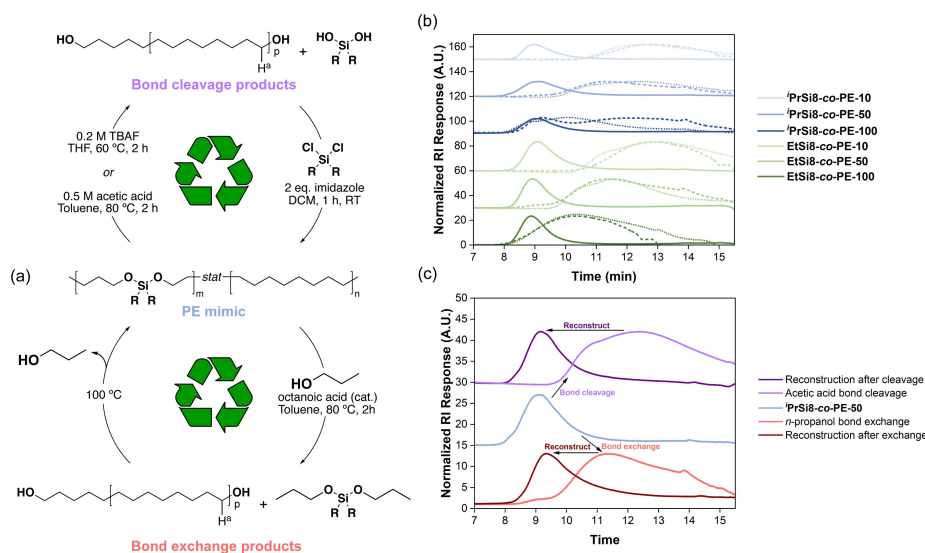 (a)
HO
OH
p
Hᵃ
+
HO
OH
Si
R
R
Bond cleavage products
0.2 M TBAF
THF, 60 ºC, 2 h
or
0.5 M acetic acid
Toluene, 80 ºC, 2 h
Cl
Cl
Si
R
R
2 eq. imidazole
DCM, 1 h, RT
O
O
Si
R
R
m
stat
n
PE mimic
HO
100 ºC
HO
octanoic acid (cat.)
Toluene, 80 ºC, 2h
HO
OH
p
Hᵃ
+
O
O
Si
R
R
Bond exchange products
(b)
Normalized RI Response (A.U.)
160
140
120
100
80
60
40
20
0
7 8 9 10 11 12 13 14 15
Time (min)
ⁱPrSi8-co-PE-10
ⁱPrSi8-co-PE-50
ⁱPrSi8-co-PE-100
EtSi8-co-PE-10
EtSi8-co-PE-50
EtSi8-co-PE-100
(c)
Normalized RI Response (A.U.)
50
45
40
35
30
25
20
15
10
5
0
Reconstruct
Bond cleavage
Reconstruct
Bond exchange
7 8 9 10 11 12 13 14 15
Time
Reconstruction after cleavage
Acetic acid bond cleavage
ⁱPrSi8-co-PE-50
n-propanol bond exchange
Reconstruction after exchange